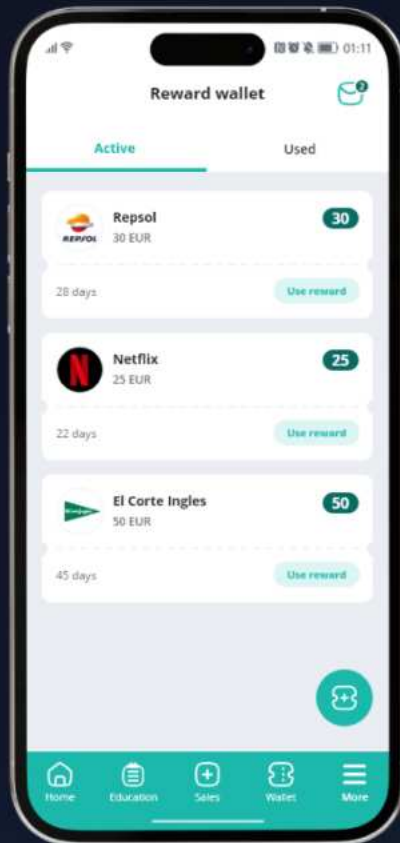 01:11
Reward wallet
2
Active
Used
REPSOL
Repsol
30 EUR
30
28 days
Use reward
N
Netflix
25 EUR
25
22 days
Use reward
El Corte Ingles
50 EUR
50
45 days
Use reward
Home
Education
Sales
Wallet
More